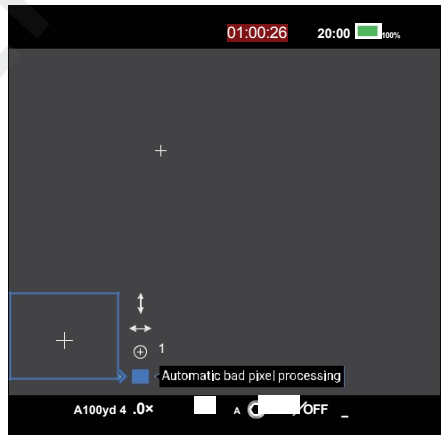 01:00:26 20:00 100%
1
Automatic bad pixel processing
A100yd 4 .0× A OFF _